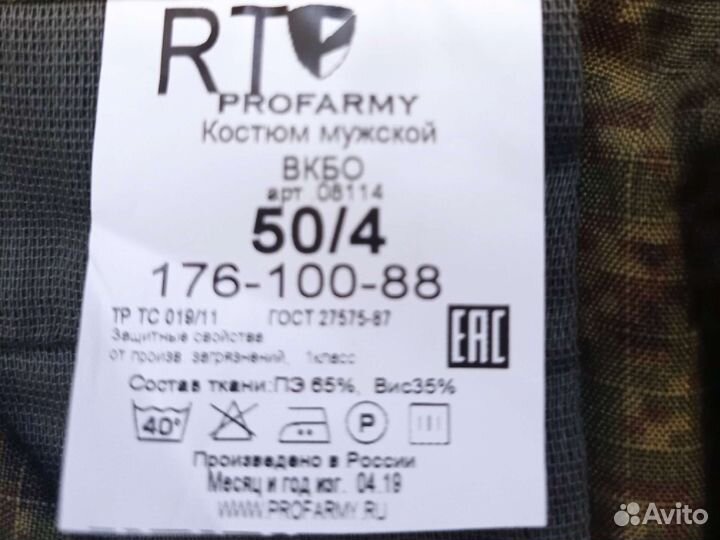 RT
PROFARMY
Костюм мужской
ВКБО
арт 08114
50/4
176-100-88
ТР ТС 019/11 ГОСТ 27575-87
Защитные свойства
от произв. загрязнений, 1класс
EAC
Состав ткани:ПЭ 65%, Вис35%
40° P
Произведено в России
Месяц и год изг. 04.19
WWW.PROFARMY.RU
Avito